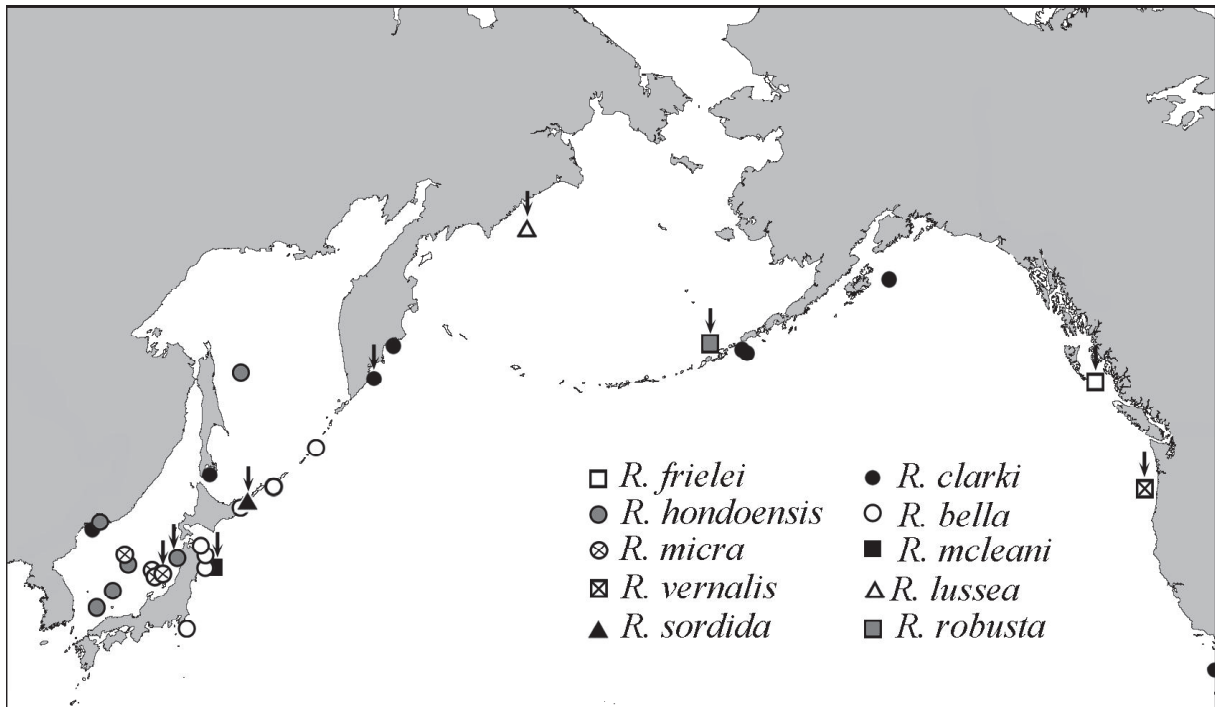 R. frielei
R. hondoensis
R. micra
R. vernalis
R. sordida
R. clarki
R. bella
R. mcleani
R. lussea
R. robusta